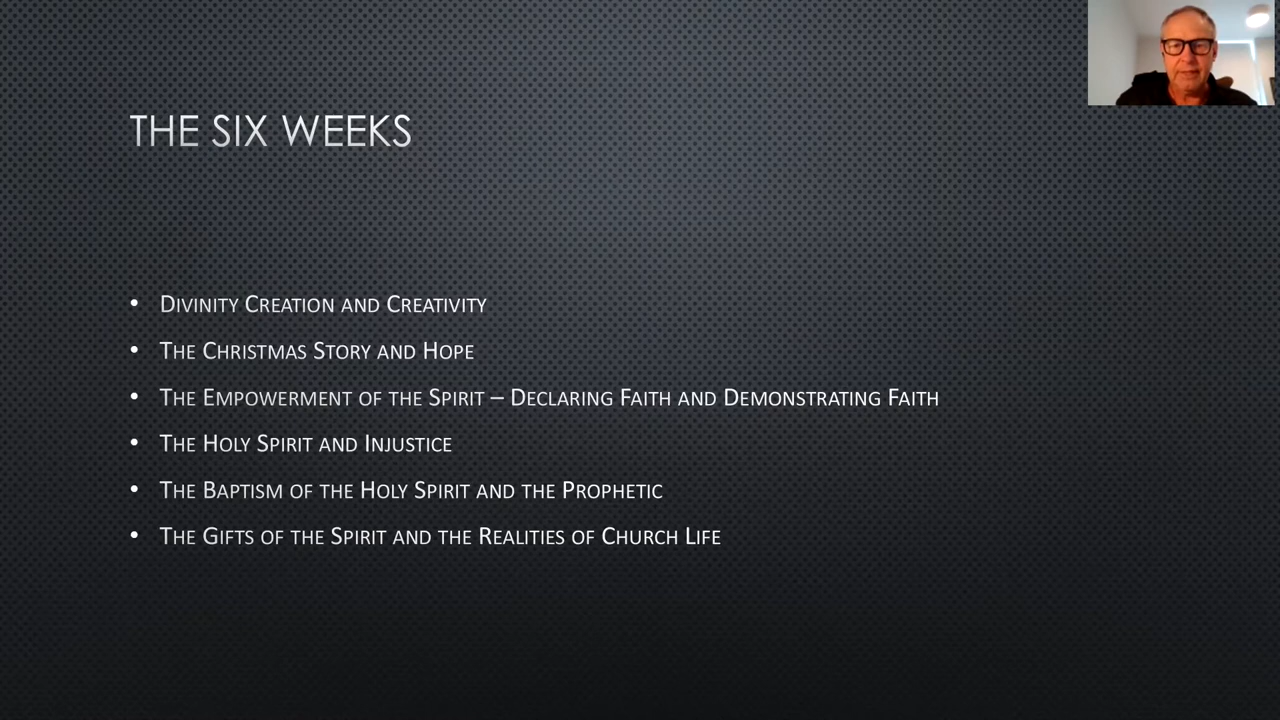 THE SIX WEEKS
• Divinity Creation and Creativity
• The Christmas Story and Hope
• The Empowerment of the Spirit – Declaring Faith and Demonstrating Faith
• The Holy Spirit and Injustice
• The Baptism of the Holy Spirit and the Prophetic
• The Gifts of the Spirit and the Realities of Church Life